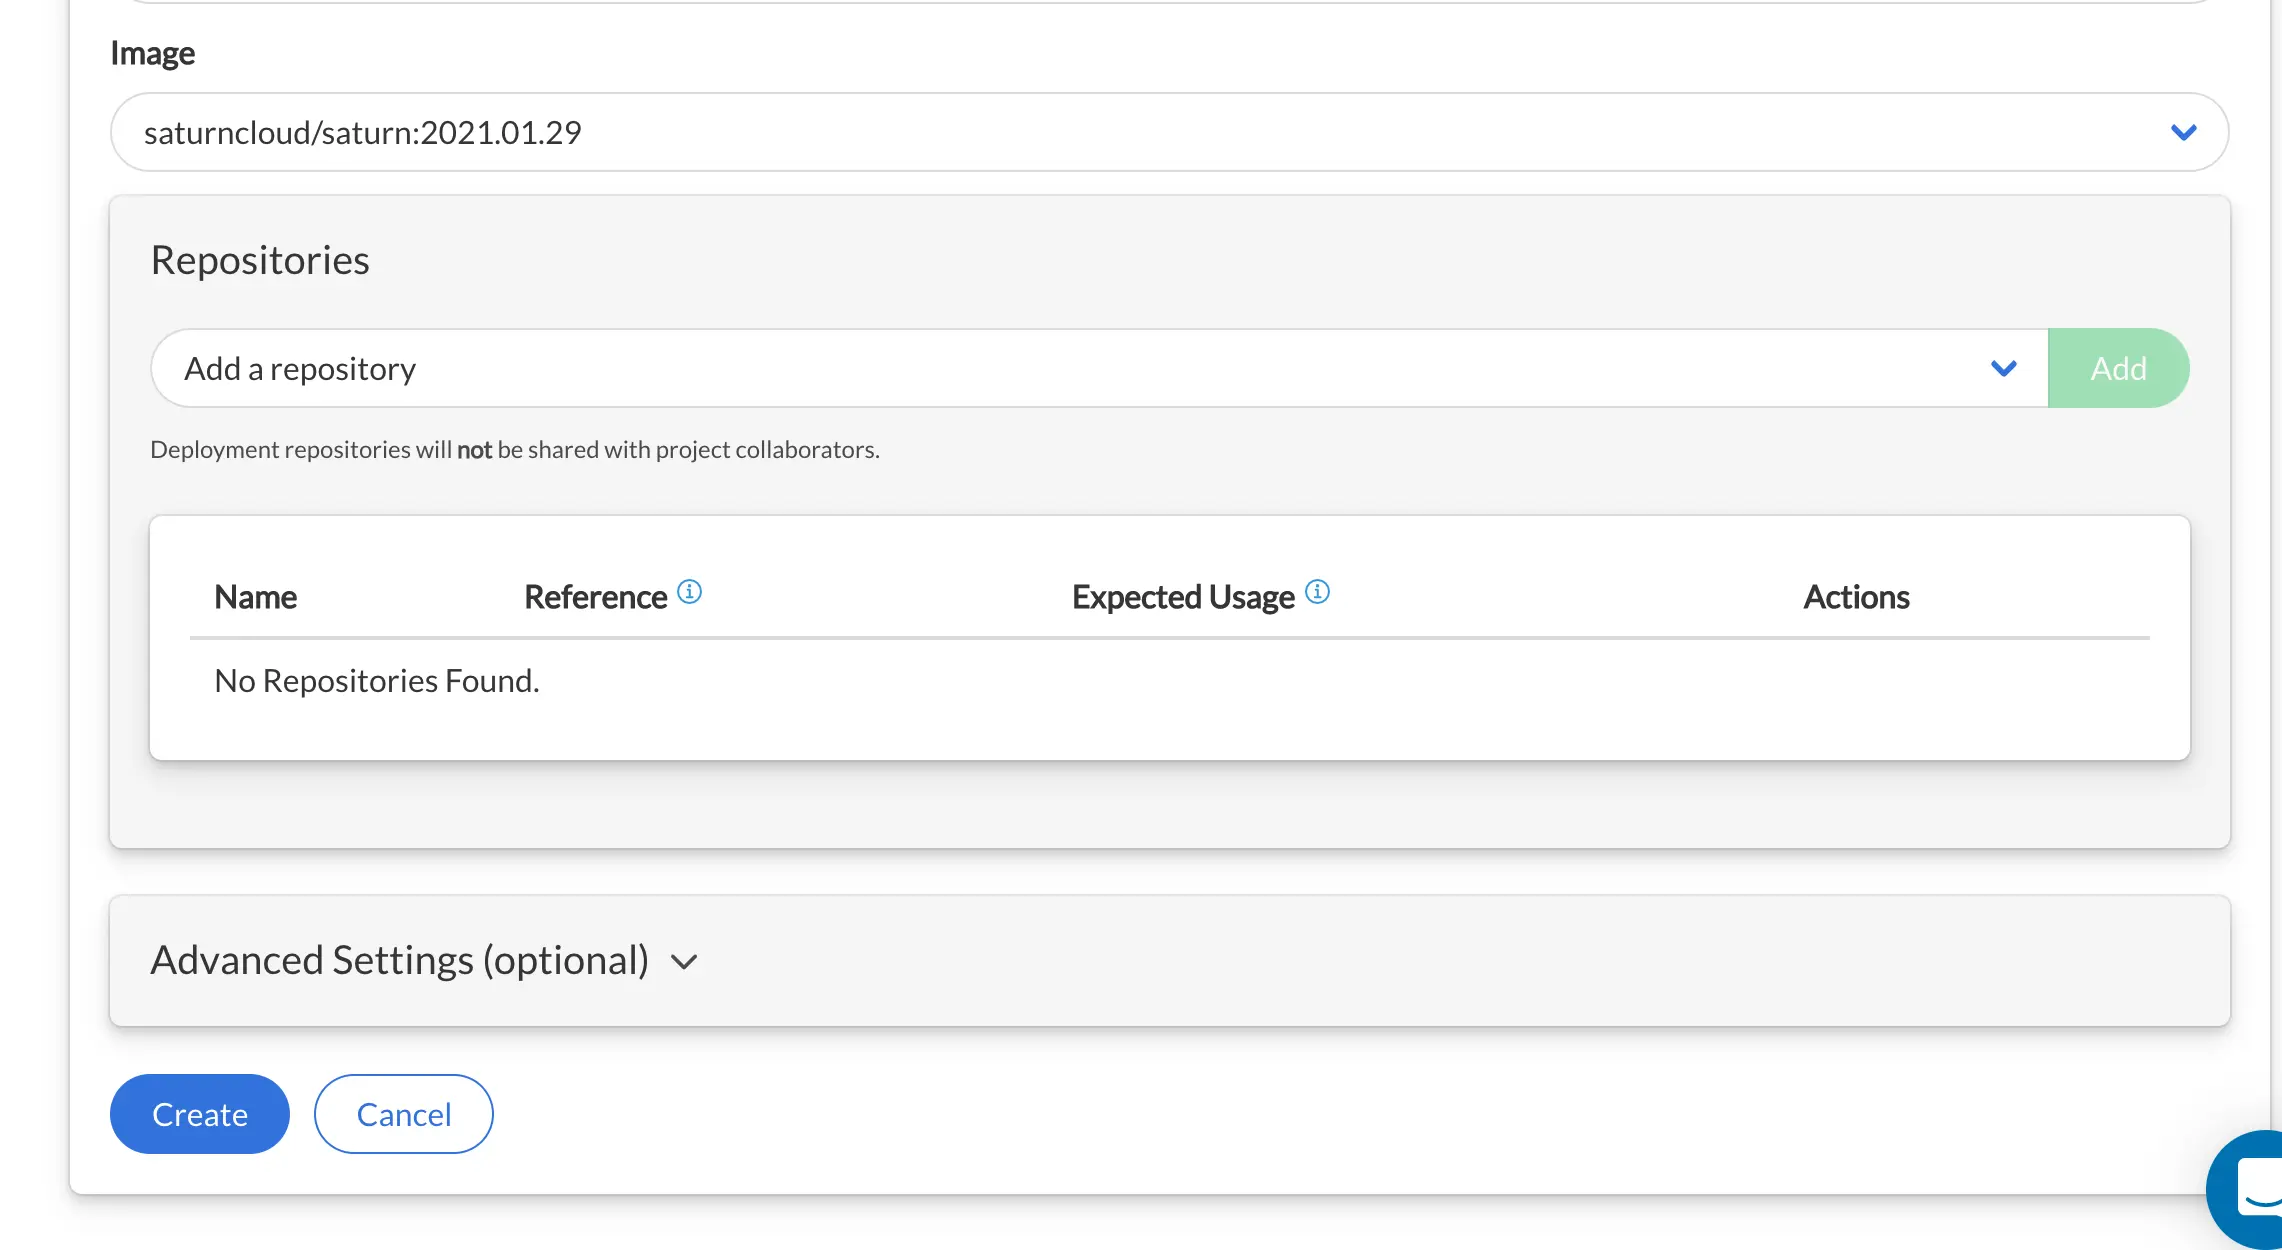 Image
saturncloud/saturn:2021.01.29
Repositories
Add a repository
Add
Deployment repositories will not be shared with project collaborators.
Name Reference Expected Usage Actions
No Repositories Found.
Advanced Settings (optional)
Create Cancel